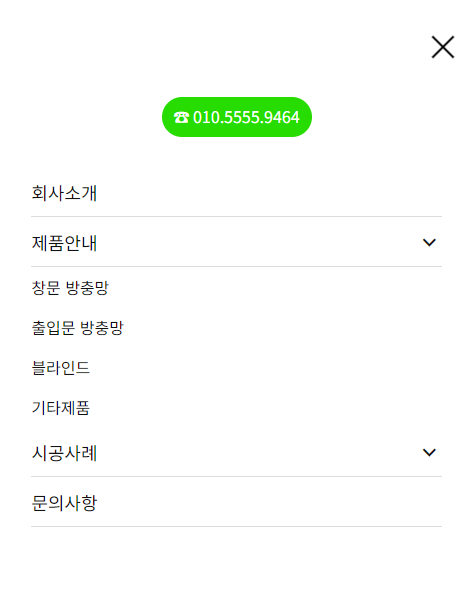 ☎ 010.5555.9464
회사소개
제품안내
창문 방충망
출입문 방충망
블라인드
기타제품
시공사례
문의사항